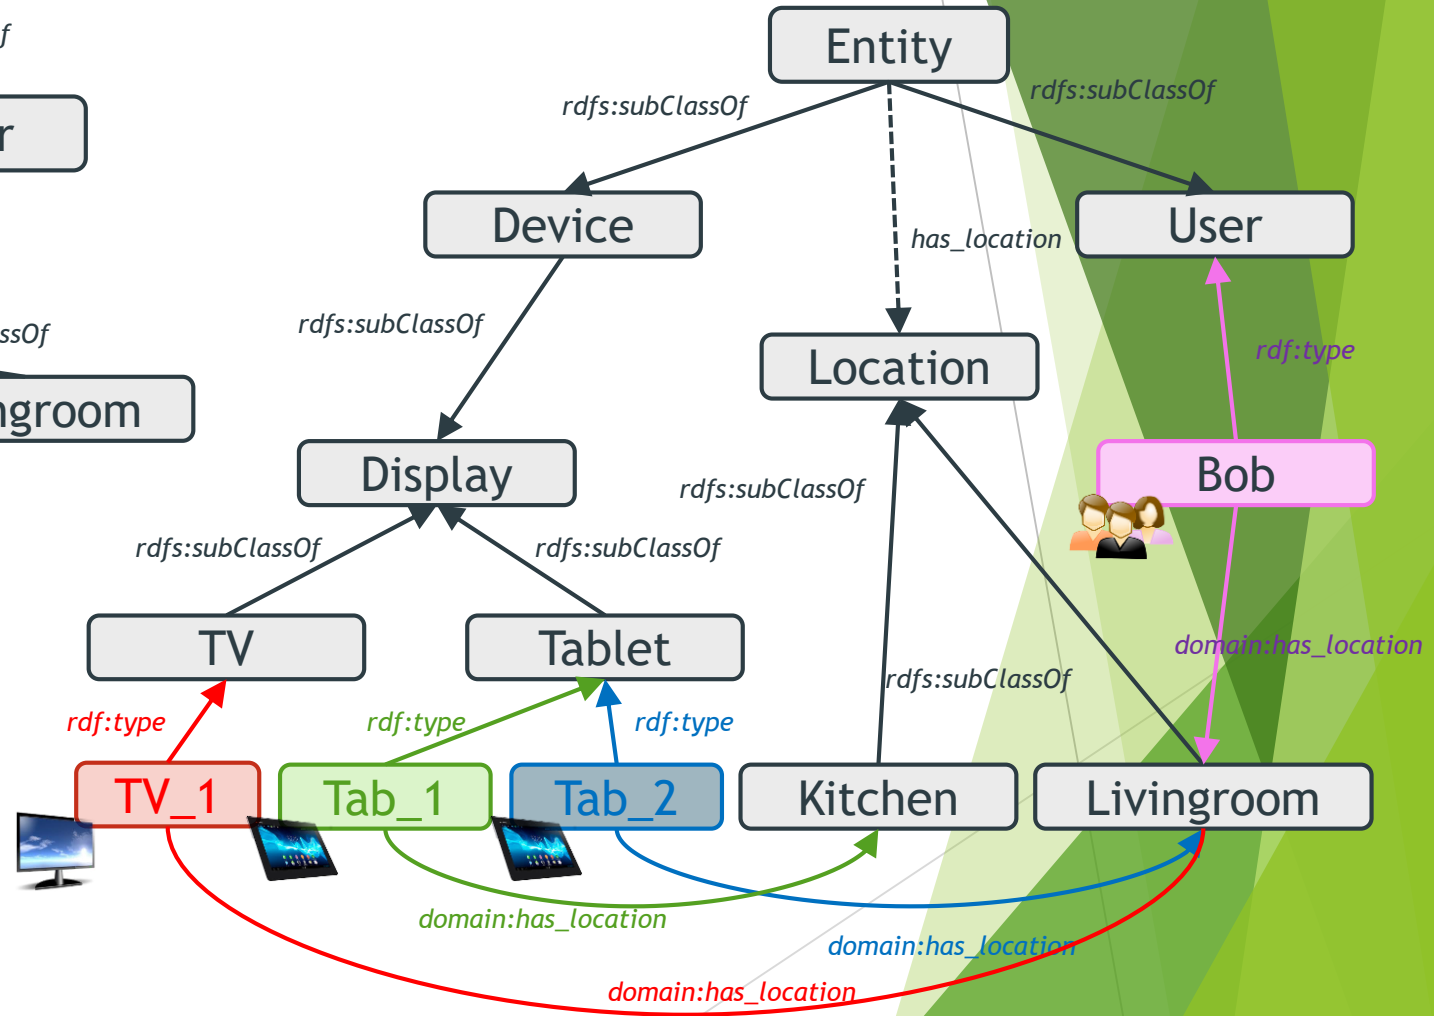 f
Entity
rdfs:subClassOf
rdfs:subClassOf
r
Device
User
has_location
rdfs:subClassOf
ssOf
rdf:type
Location
ngroom
Display
Bob
rdfs:subClassOf
rdfs:subClassOf
rdfs:subClassOf
TV
Tablet
domain:has_location
rdfs:subClassOf
rdf:type
rdf:type
rdf:type
TV_1
Tab_1
Tab_2
Kitchen
Livingroom
domain:has_location
domain:has_location
domain:has_location